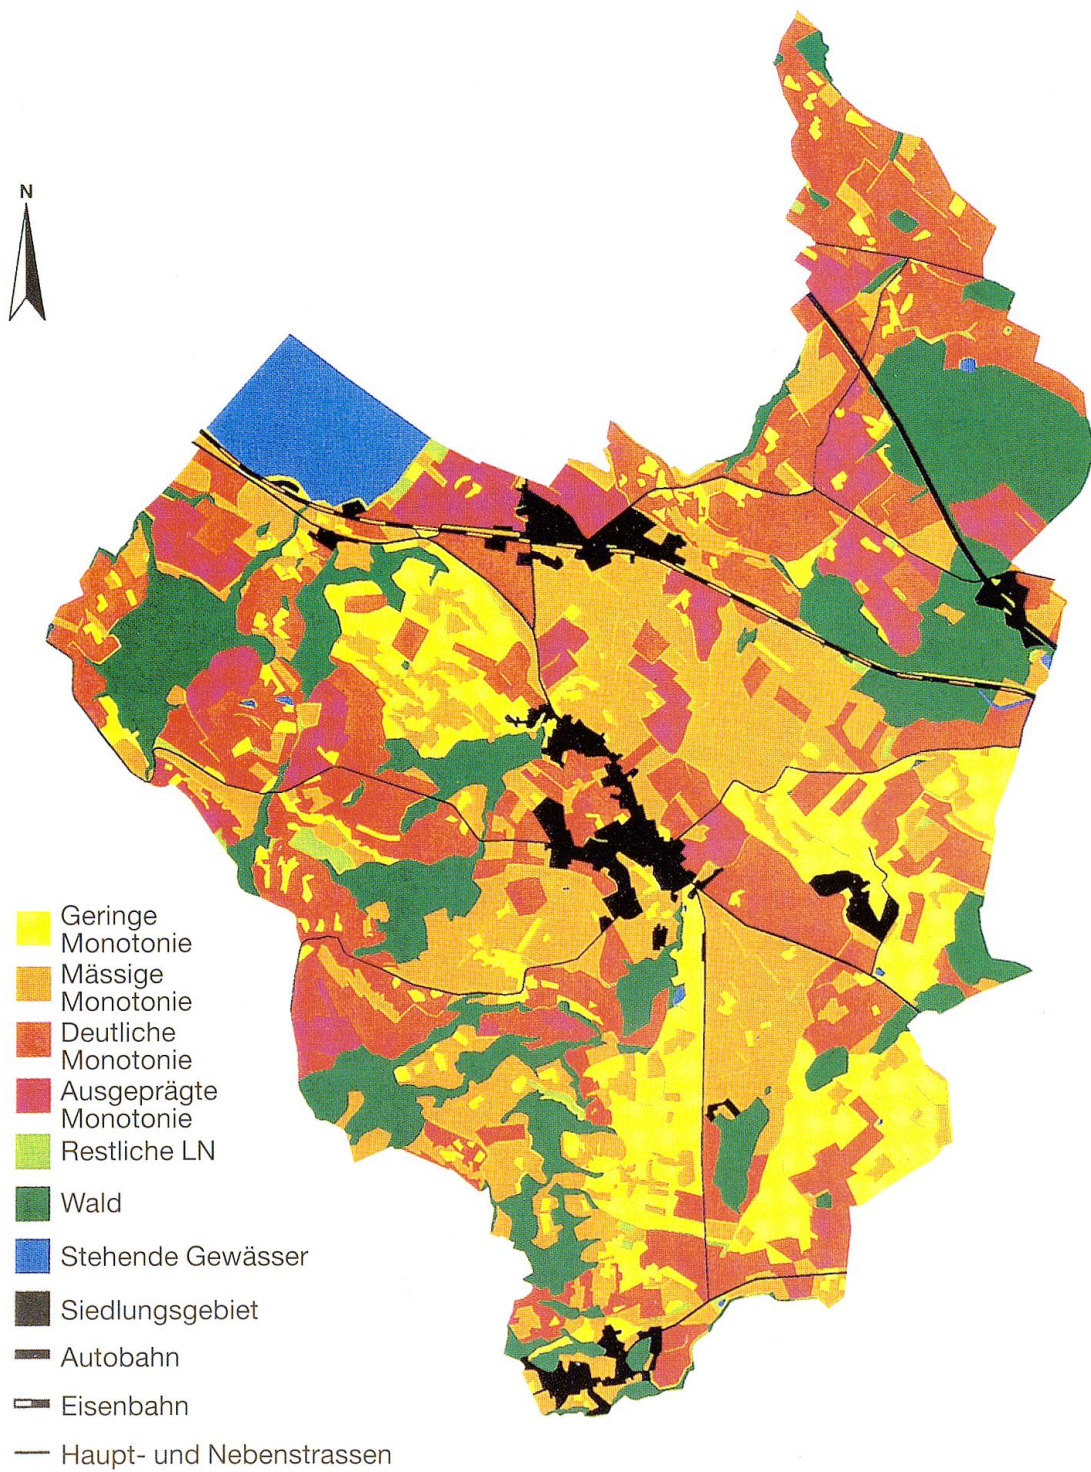 N
Geringe
Monotonie
Mässige
Monotonie
Deutliche
Monotonie
Ausgeprägte
Monotonie
Restliche LN
Wald
Stehende Gewässer
Siedlungsgebiet
Autobahn
Eisenbahn
Haupt- und Nebenstrassen